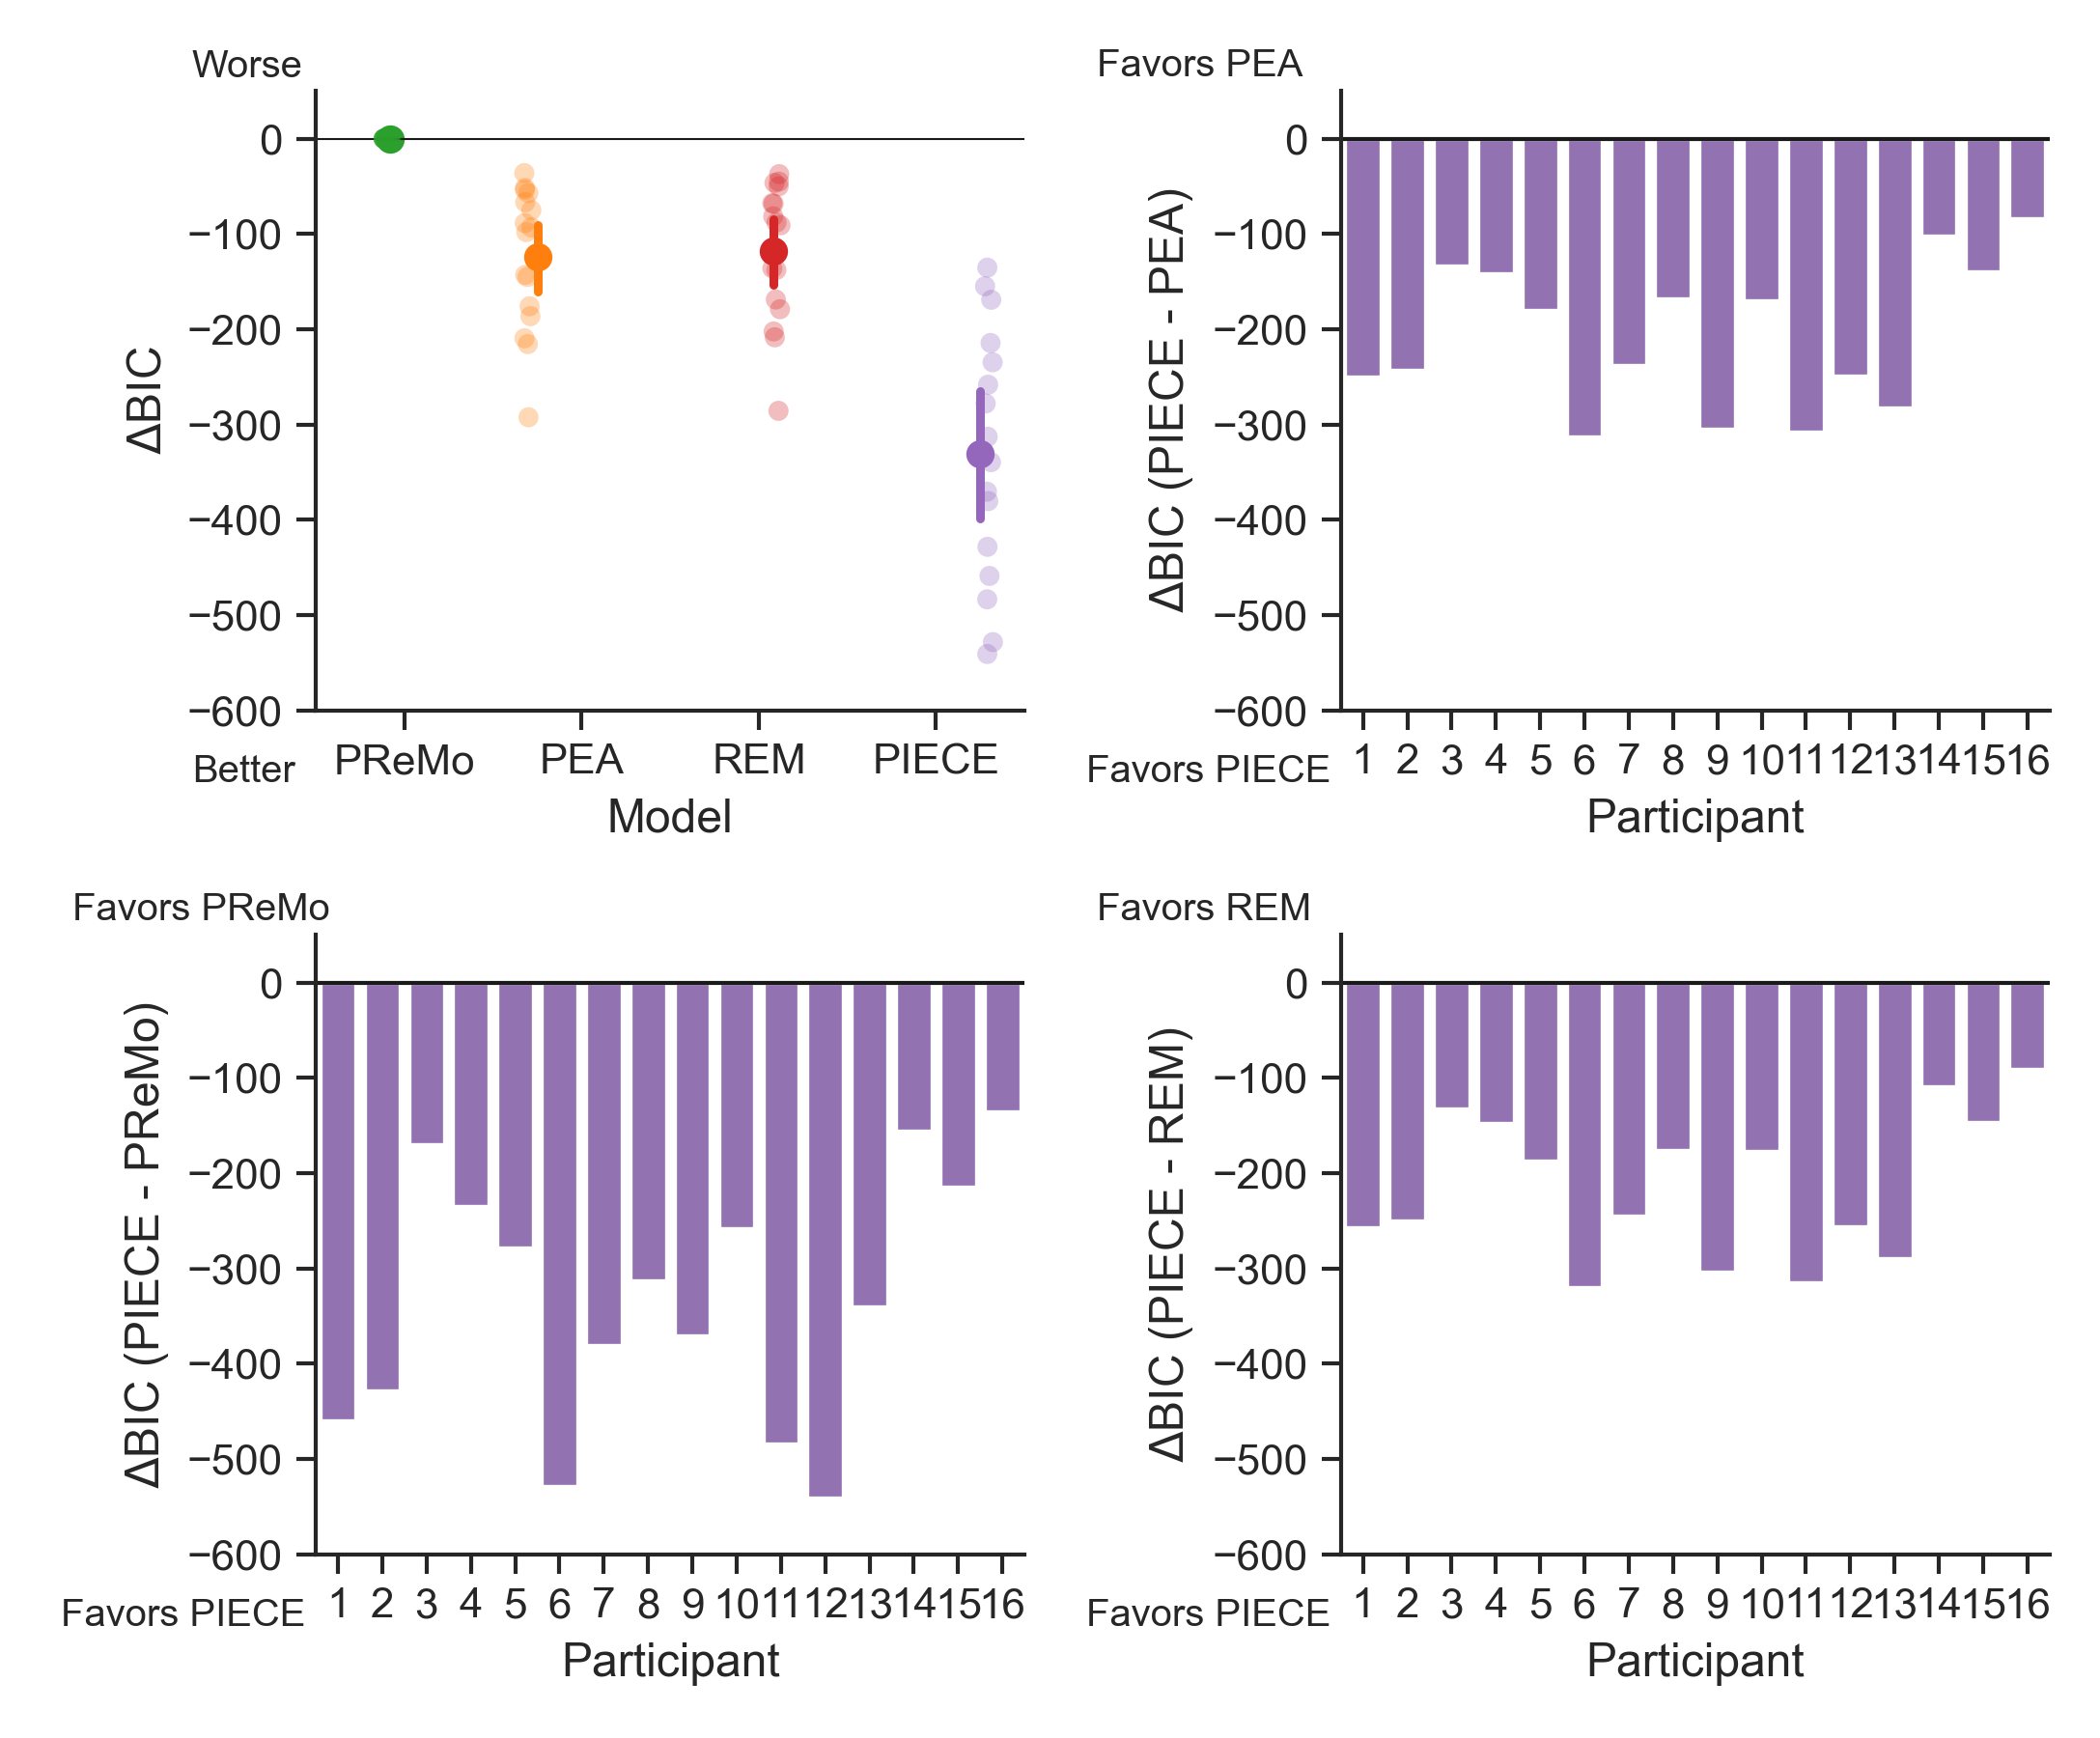 Worse
0
−100
−200
−300
−400
−500
−600
ΔBIC
Better
PReMo PEA REM PIECE
Model
Favors PEA
0
−100
−200
−300
−400
−500
−600
ΔBIC (PIECE - PEA)
Favors PIECE
1 2 3 4 5 6 7 8 9 10 11 12 13 14 15 16
Participant
Favors PReMo
0
−100
−200
−300
−400
−500
−600
ΔBIC (PIECE - PReMo)
Favors PIECE
1 2 3 4 5 6 7 8 9 10 11 12 13 14 15 16
Participant
Favors REM
0
−100
−200
−300
−400
−500
−600
ΔBIC (PIECE - REM)
Favors PIECE
1 2 3 4 5 6 7 8 9 10 11 12 13 14 15 16
Participant